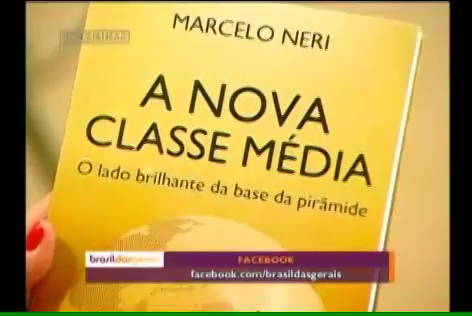 MARCELO NERI
A NOVA
CLASSE MÉDIA
O lado brilhante da base da pirâmide
brasildasgerais
FACEBOOK
facebook.com/brasildasgerais